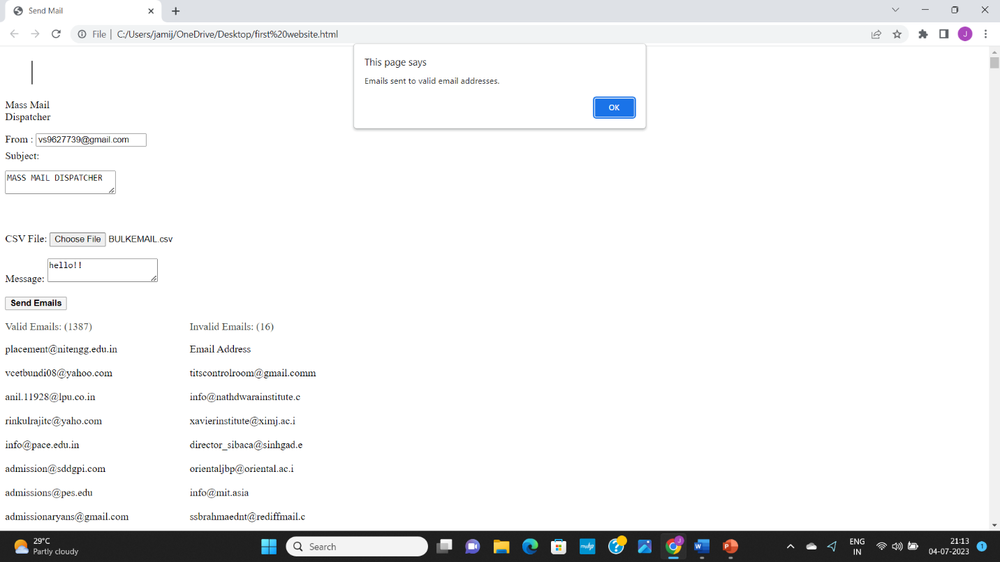 Send Mail
File | C:/Users/jamij/OneDrive/Desktop/first%20website.html
J
This page says
Emails sent to valid email addresses.
OK
Mass Mail
Dispatcher
From : vs9627739@gmail.com
Subject:
MASS MAIL DISPATCHER
CSV File: Choose File BULKEMAIL.csv
Message: hello!!
Send Emails
Valid Emails: (1387) Invalid Emails: (16)
placement@nitengg.edu.in Email Address
vcetbundi08@yahoo.com titscontrolroom@gmail.comm
anil.11928@lpu.co.in info@nathdwarainstitute.c
rinkulrajitc@yaho.com xavierinstitute@ximj.ac.i
info@pace.edu.in director_sibaca@sinhgad.e
admission@sddgpi.com orientaljbp@oriental.ac.i
admissions@pes.edu info@mit.asia
admissionaryans@gmail.com ssbrahmaednt@rediffmail.c
29°C
Partly cloudy
Search
myhp
J
W
P
ENG
IN
21:13
04-07-2023
1